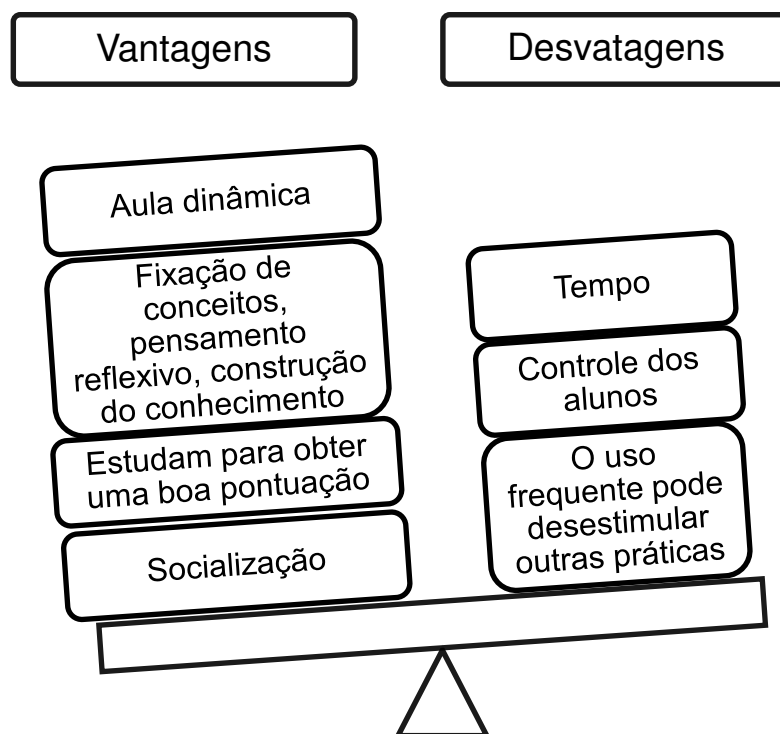 Vantagens
Desvatagens
Aula dinâmica
Fixação de
conceitos,
pensamento
reflexivo, construção
do conhecimento
Estudam para obter
uma boa pontuação
Socialização
Tempo
Controle dos
alunos
O uso
frequente pode
desestimular
outras práticas